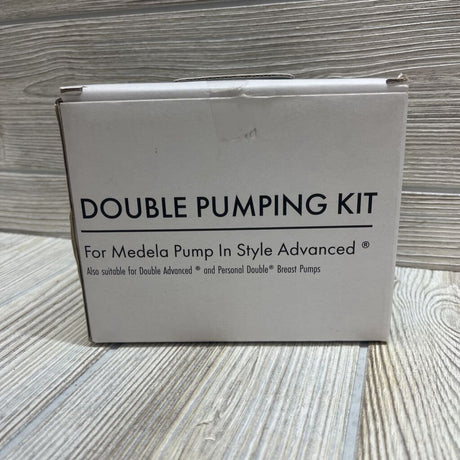 DOUBLE PUMPING KIT
For Medela Pump In Style Advanced ®
Also suitable for Double Advanced ® and Personal Double® Breast Pumps